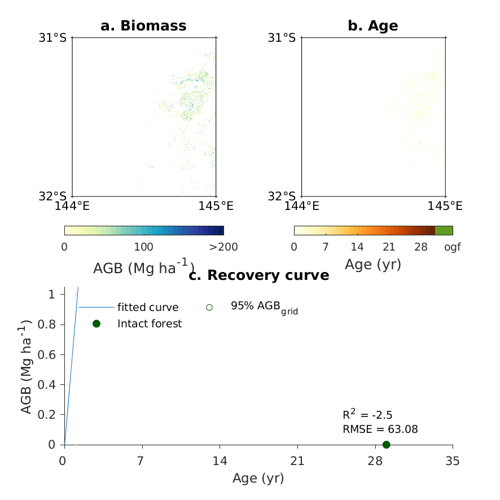 a. Biomass
b. Age
31°S
31°S
32°S
32°S
144°E
145°E
144°E
145°E
0
100
>200
0
7
14
21
28
ogf
AGB (Mg ha⁻¹)
Age (yr)
c. Recovery curve
fitted curve
95% AGBgrid
Intact forest
1
0.8
0.6
0.4
0.2
0
AGB (Mg ha⁻¹)
R² = -2.5
RMSE = 63.08
0
7
14
21
28
35
Age (yr)